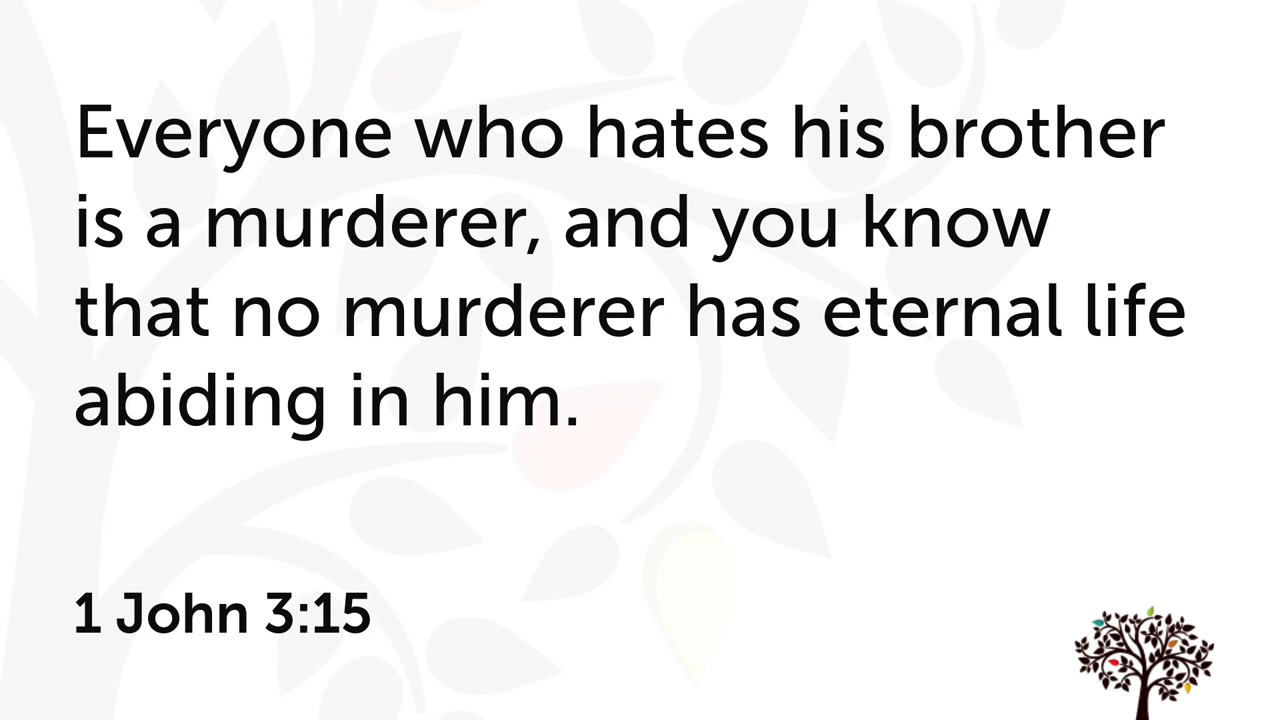 Everyone who hates his brother
is a murderer, and you know
that no murderer has eternal life
abiding in him.
1 John 3:15